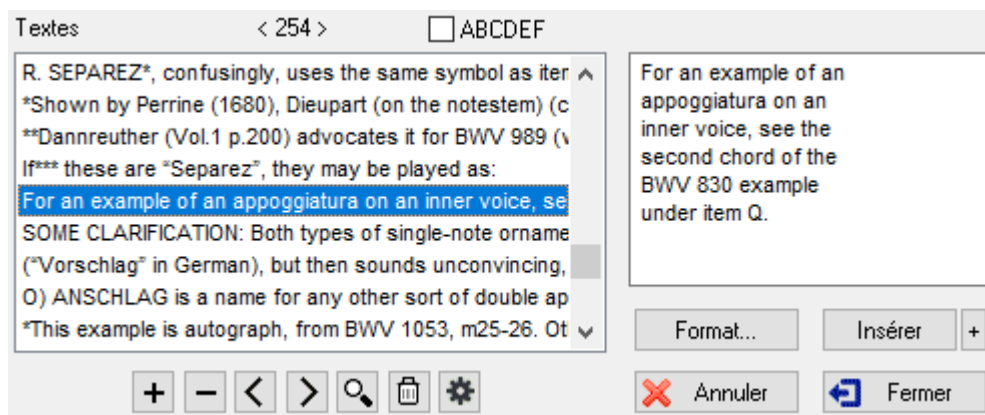 Textes < 254 > ABCDEF
R. SEPAREZ*, confusingly, uses the same symbol as iter
*Shown by Perrine (1680), Dieupart (on the notestem) (c
**Dannreuther (Vol.1 p.200) advocates it for BWV 989 (v
If*** these are “Separez”, they may be played as:
For an example of an appoggiatura on an inner voice, se
SOME CLARIFICATION: Both types of single-note orname
(“Vorschlag” in German), but then sounds unconvincing,
O) ANSCHLAG is a name for any other sort of double ap
*This example is autograph, from BWV 1053, m25-26. Otl
For an example of an
appoggiatura on an
inner voice, see the
second chord of the
BWV 830 example
under item Q.
Format... Insérer +
Annuler Fermer